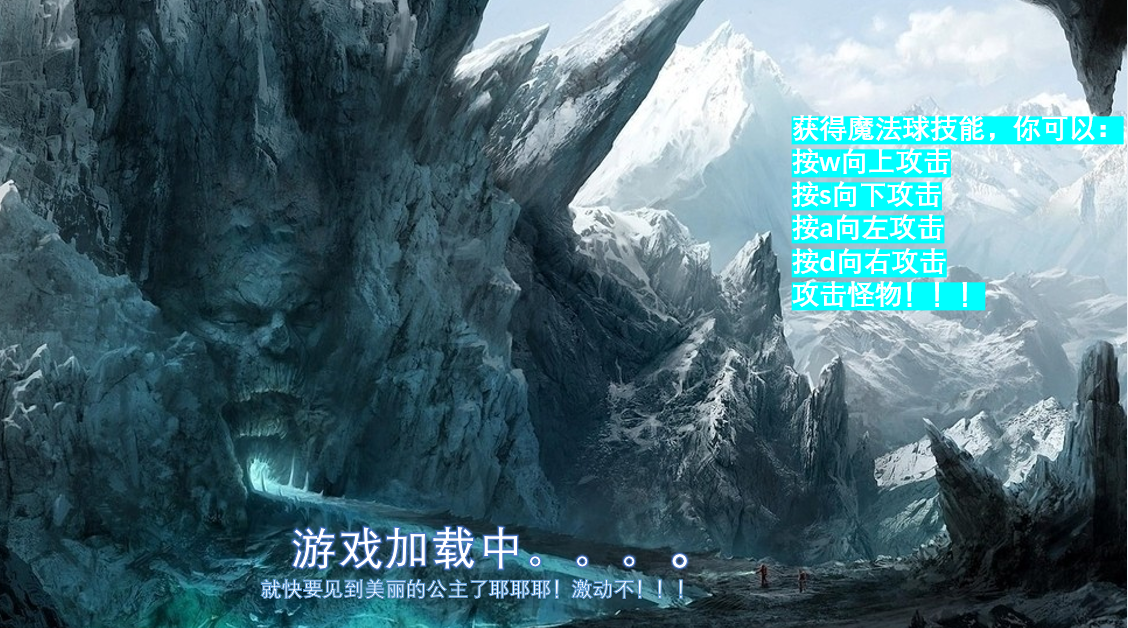 获得魔法球技能，你可以：
按w向上攻击
按s向下攻击
按a向左攻击
按d向右攻击
攻击怪物！！！
游戏加载中。。。。
就快要见到美丽的公主了耶耶耶！激动不！！！